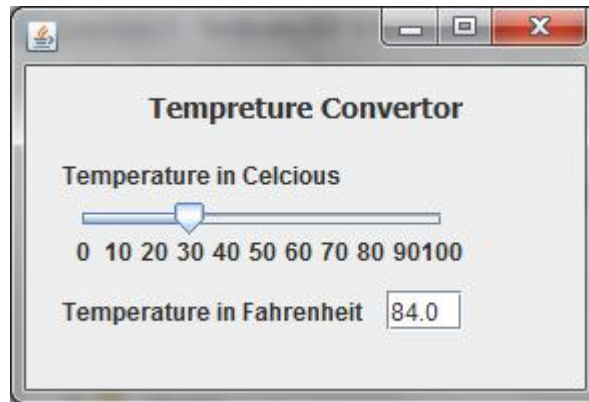 Tempreture Convertor
Temperature in Celcious
0 10 20 30 40 50 60 70 80 90100
Temperature in Fahrenheit 84.0